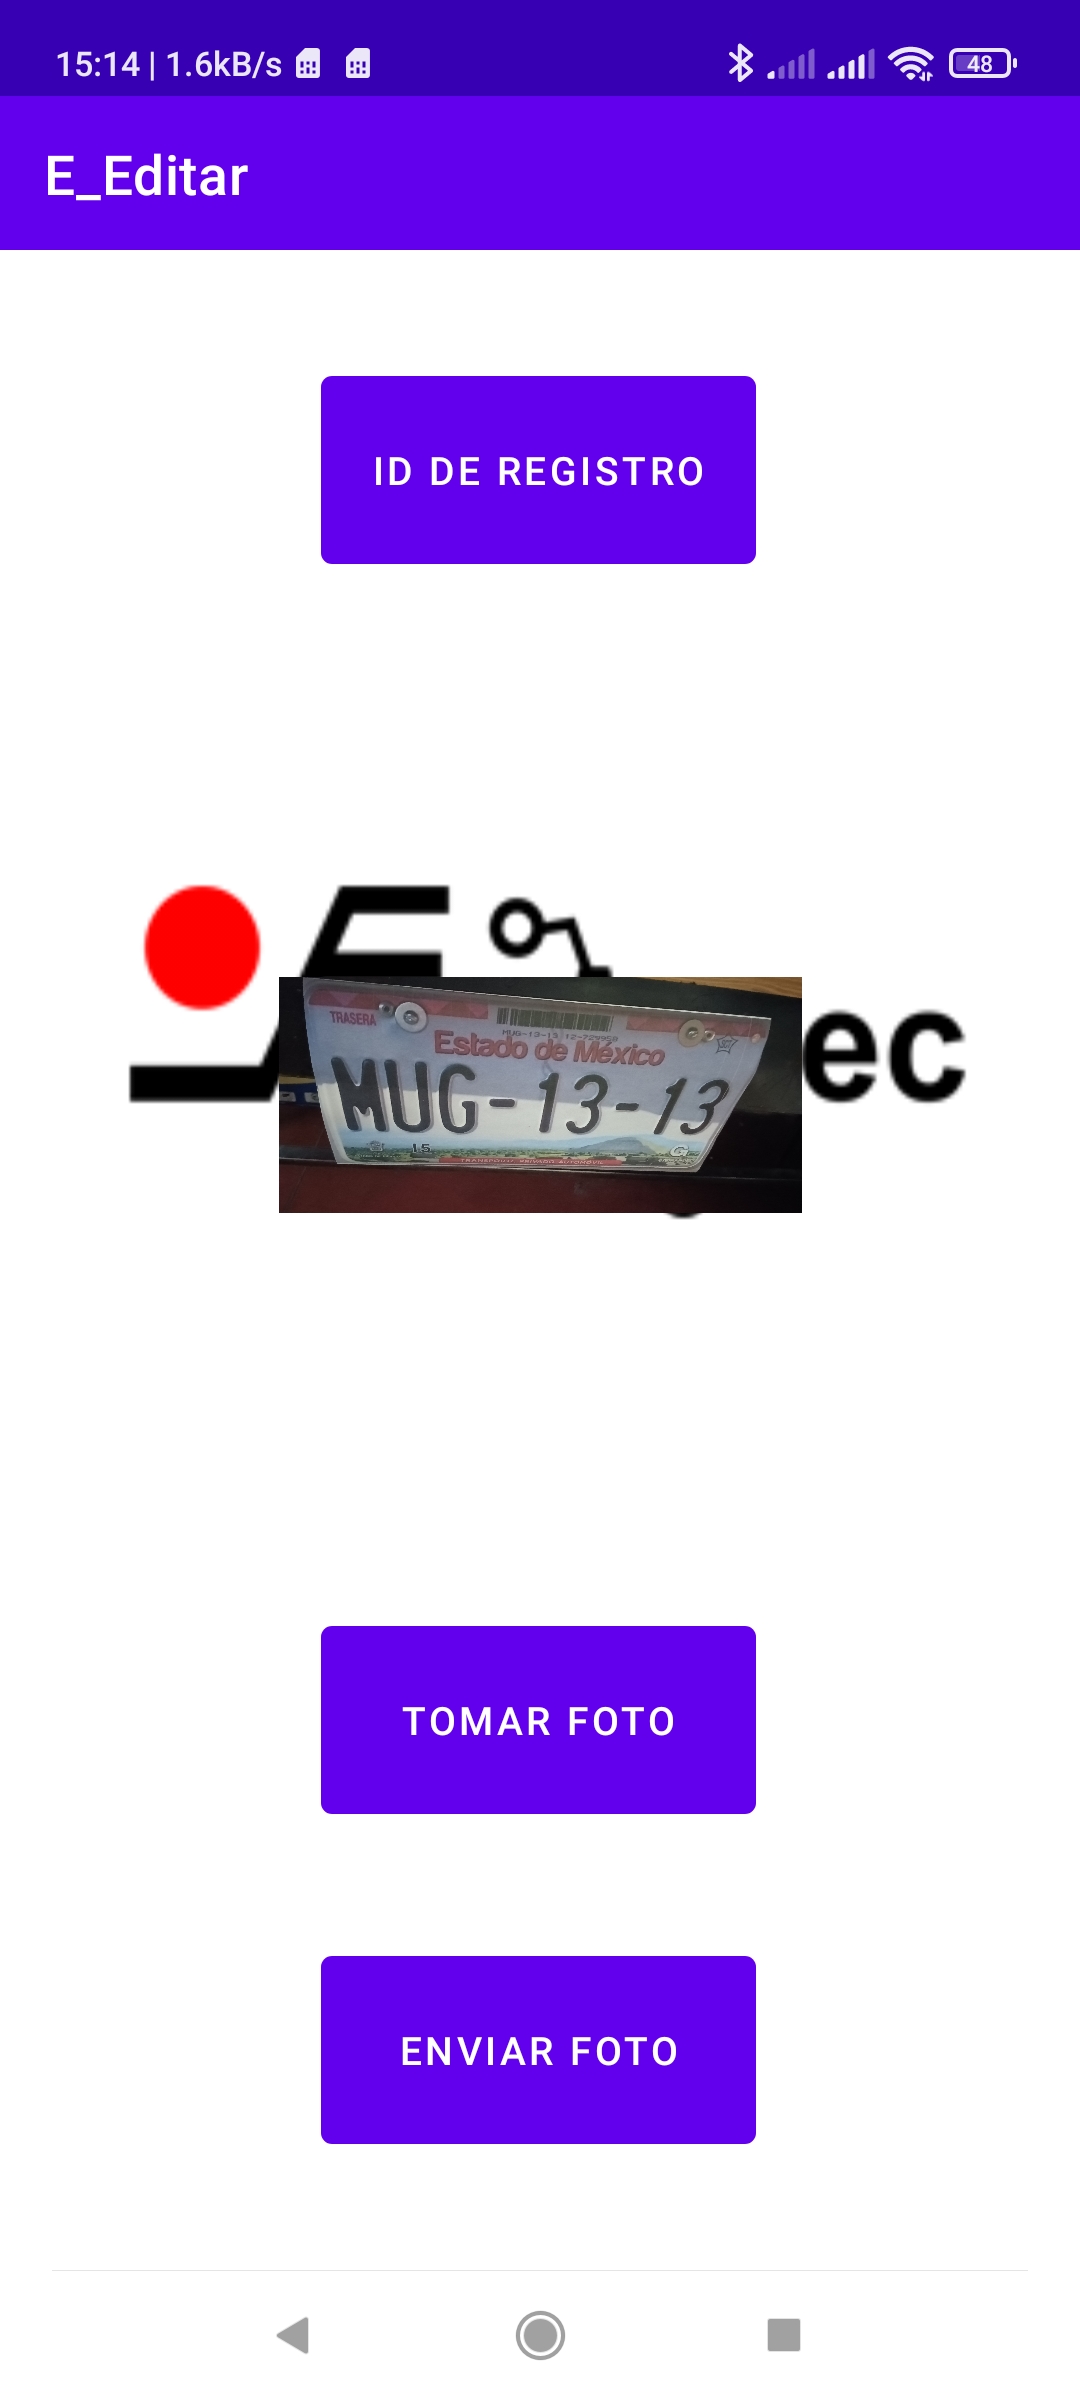 15:14 | 1.6kB/s
48
E_Editar
ID DE REGISTRO
ec
TRASERA
Estado de México
MUG-13-13
15
G
TOMAR FOTO
ENVIAR FOTO